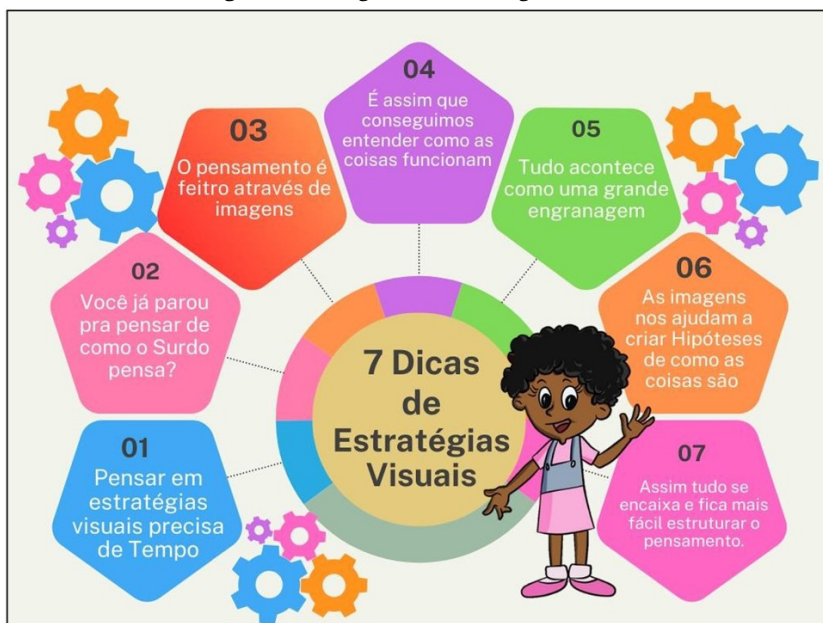 7 Dicas
de
Estratégias
Visuais
01
Pensar em
estratégias
visuais precisa
de Tempo
02
Você já parou
pra pensar de
como o Surdo
pensa?
03
O pensamento é
feitro através de
imagens
04
É assim que
conseguimos
entender como as
coisas funcionam
05
Tudo acontece
como uma grande
engranagem
06
As imagens
nos ajudam a
criar Hipóteses
de como as
coisas são
07
Assim tudo se
encaixa e fica mais
fácil estruturar o
pensamento.